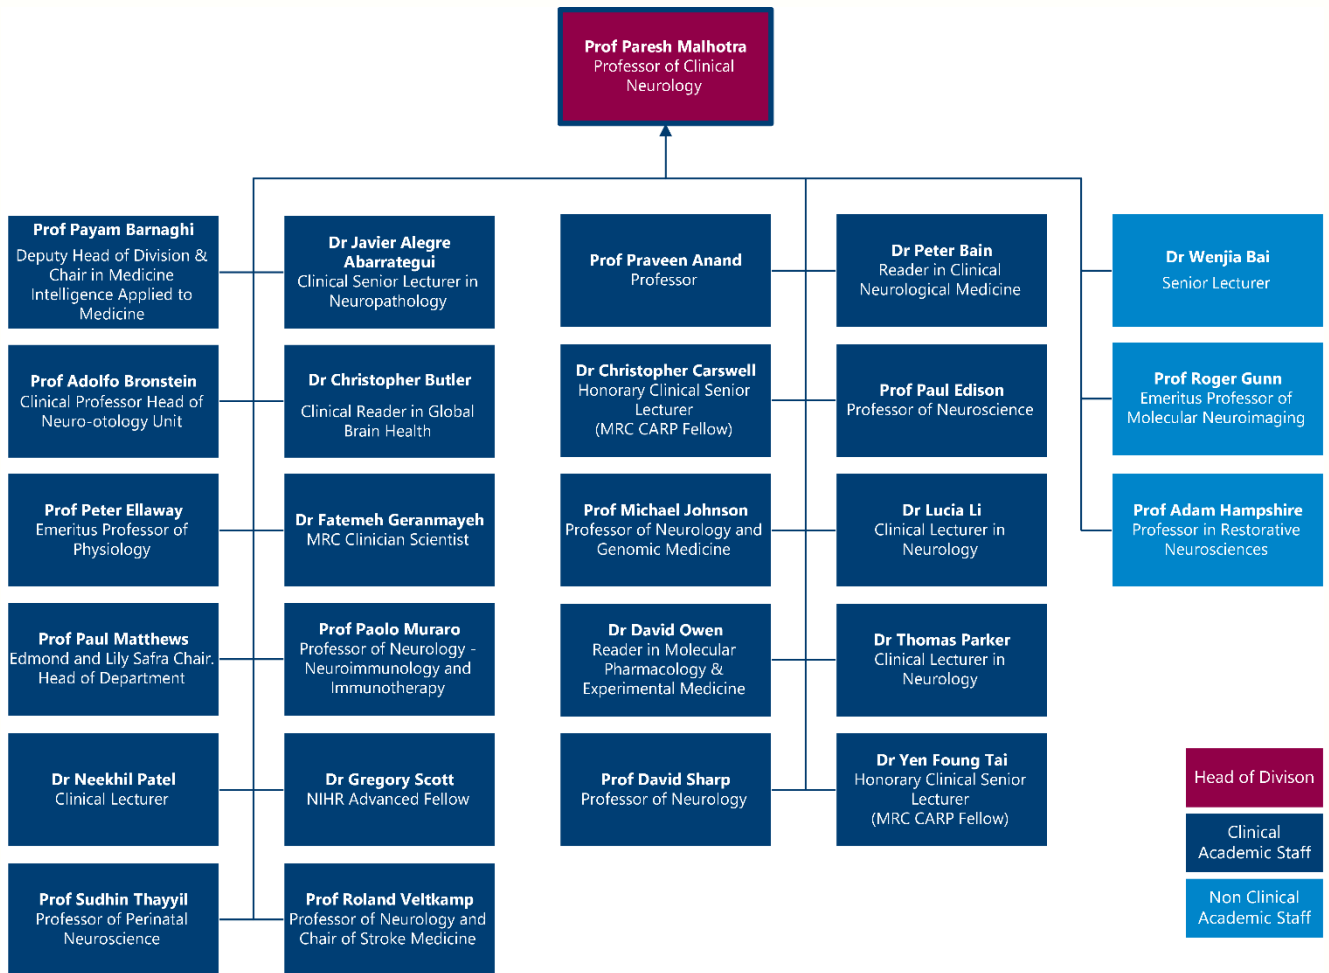 Prof Paresh Malhotra
Professor of Clinical
Neurology
Prof Payam Barnaghi
Deputy Head of Division &
Chair in Medicine
Intelligence Applied to
Medicine
Dr Javier Alegre
Abarrategui
Clinical Senior Lecturer in
Neuropathology
Prof Praveen Anand
Professor
Dr Peter Bain
Reader in Clinical
Neurological Medicine
Dr Wenjia Bai
Senior Lecturer
Prof Adolfo Bronstein
Clinical Professor Head of
Neuro-otology Unit
Dr Christopher Butler
Clinical Reader in Global
Brain Health
Dr Christopher Carswell
Honorary Clinical Senior
Lecturer
(MRC CARP Fellow)
Prof Paul Edison
Professor of Neuroscience
Prof Roger Gunn
Emeritus Professor of
Molecular Neuroimaging
Prof Peter Ellaway
Emeritus Professor of
Physiology
Dr Fatemeh Geranmayeh
MRC Clinician Scientist
Prof Michael Johnson
Professor of Neurology and
Genomic Medicine
Dr Lucia Li
Clinical Lecturer in
Neurology
Prof Adam Hampshire
Professor in Restorative
Neurosciences
Prof Paul Matthews
Edmond and Lily Safra Chair.
Head of Department
Prof Paolo Muraro
Professor of Neurology -
Neuroimmunology and
Immunotherapy
Dr David Owen
Reader in Molecular
Pharmacology &
Experimental Medicine
Dr Thomas Parker
Clinical Lecturer in
Neurology
Dr Neekhil Patel
Clinical Lecturer
Dr Gregory Scott
NIHR Advanced Fellow
Prof David Sharp
Professor of Neurology
Dr Yen Foung Tai
Honorary Clinical Senior
Lecturer
(MRC CARP Fellow)
Prof Sudhin Thayyil
Professor of Perinatal
Neuroscience
Prof Roland Veltkamp
Professor of Neurology and
Chair of Stroke Medicine
Head of Divison
Clinical
Academic Staff
Non Clinical
Academic Staff